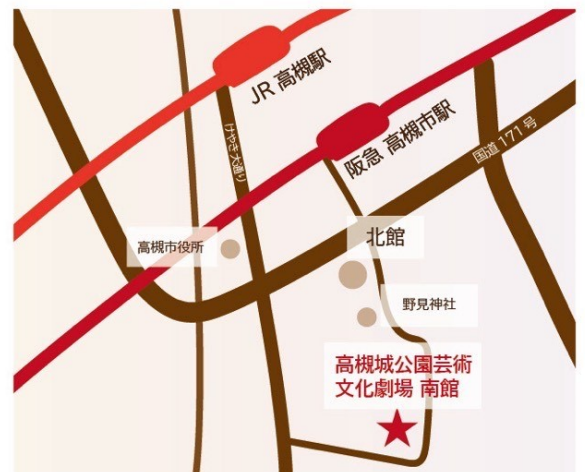 JR 高槻駅
けやき大通り
阪急 高槻市駅
国道171号
高槻市役所
北館
野見神社
高槻城公園芸術
文化劇場 南館